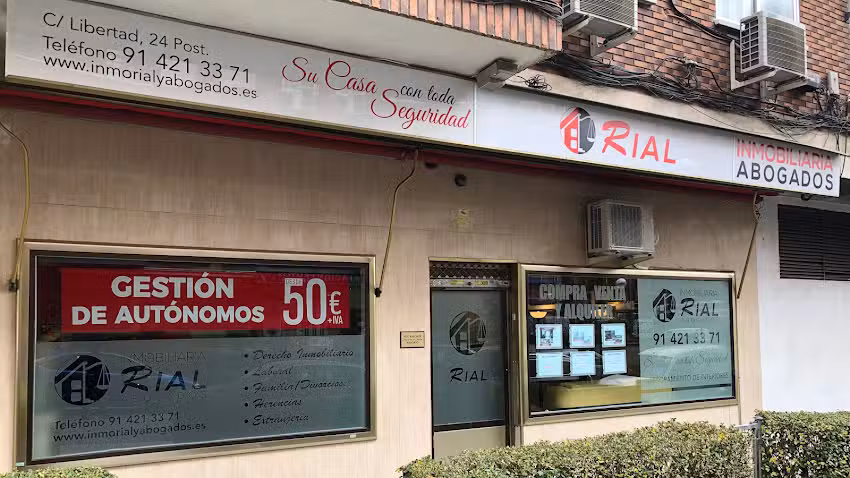 C/ Libertad, 24 Post.
Teléfono 91 421 33 71
www.inmorialyabogados.es
Su Casa con toda Seguridad
RIAL
INMOBILIARIA
ABOGADOS
GESTIÓN
DE AUTÓNOMOS
50€
+IVA
INMOBILIARIA
RIAL
Teléfono 91 421 33 71
www.inmorialyabogados.es
• Derecho Inmobiliario
• Laboral
• Familia/Divorcios
• Herencias
• Extranjería
RIAL
COMPRA VENTA
Y ALQUILER
INMOBILIARIA
RIAL
91 421 33 71